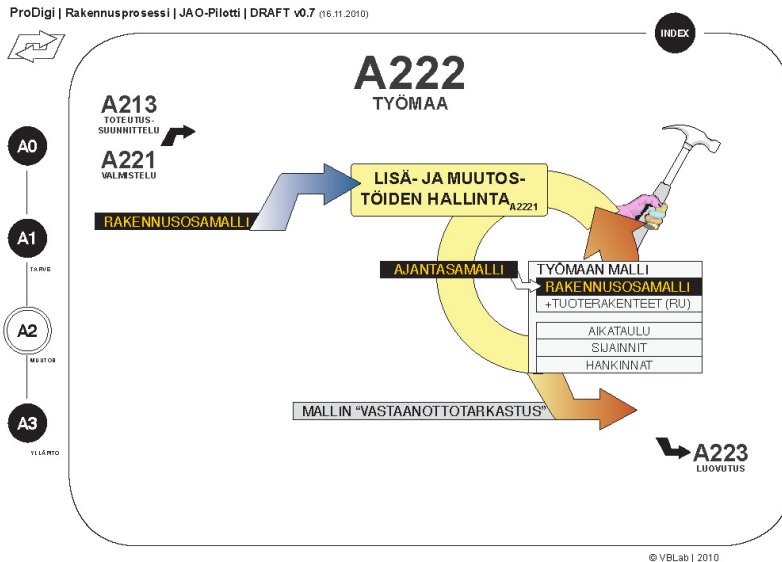 ProDigi | Rakennusprosessi | JAO-Pilotti | DRAFT v0.7 (16.11.2010)
INDEX
A222
TYÖMAA
A213
TOTEUTUS-
SUUNNITTELU
A221
VALMISTELU
A0
A1
TARVE
A2
MUUTOS
A3
YLLÄPITO
LISÄ- JA MUUTOS-
TÖIDEN HALLINTA A2221
RAKENNUSOSAMALLI
AJANTASAMALLI
TYÖMAAN MALLI
RAKENNUSOSAMALLI
+TUOTERAKENTEET (RU)
AIKATAULU
SIJAINNIT
HANKINNAT
MALLIN "VASTAANOTTOTARKASTUS"
A223
LUOVUTUS
© VBLab | 2010